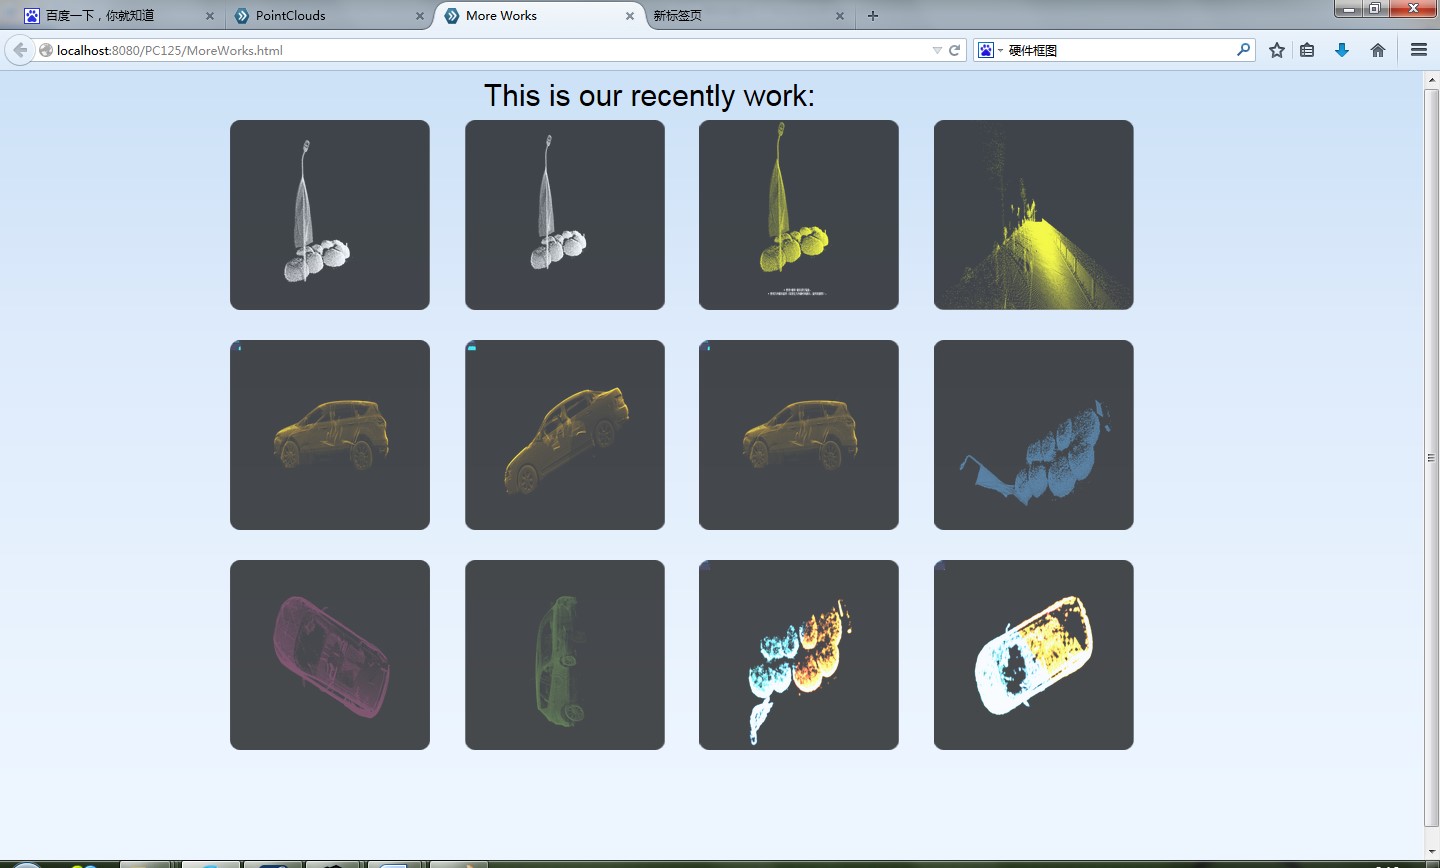 百度一下，你就知道
PointClouds
More Works
新标签页
localhost:8080/PC125/MoreWorks.html
硬件框图
This is our recently work: